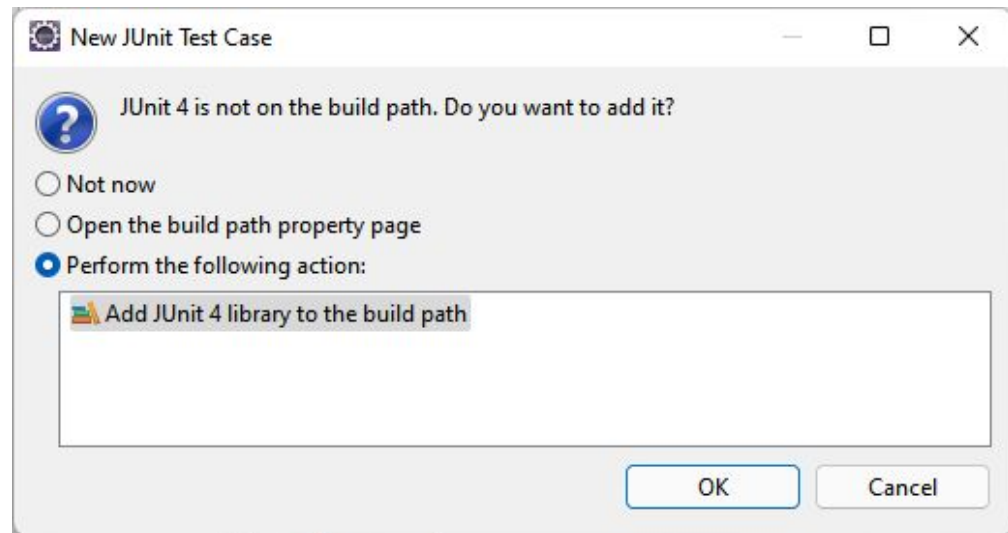 New JUnit Test Case
JUnit 4 is not on the build path. Do you want to add it?
Not now
Open the build path property page
Perform the following action:
Add JUnit 4 library to the build path
OK
Cancel